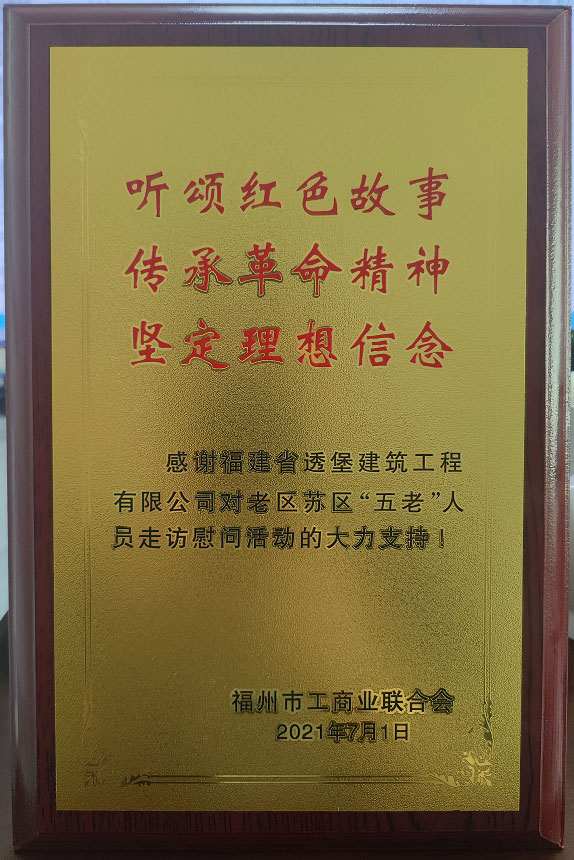 听颂红色故事
传承革命精神
坚定理想信念
感谢福建省透堡建筑工程
有限公司对老区苏区“五老”人
员走访慰问活动的大力支持！
福州市工商业联合会
2021年7月1日